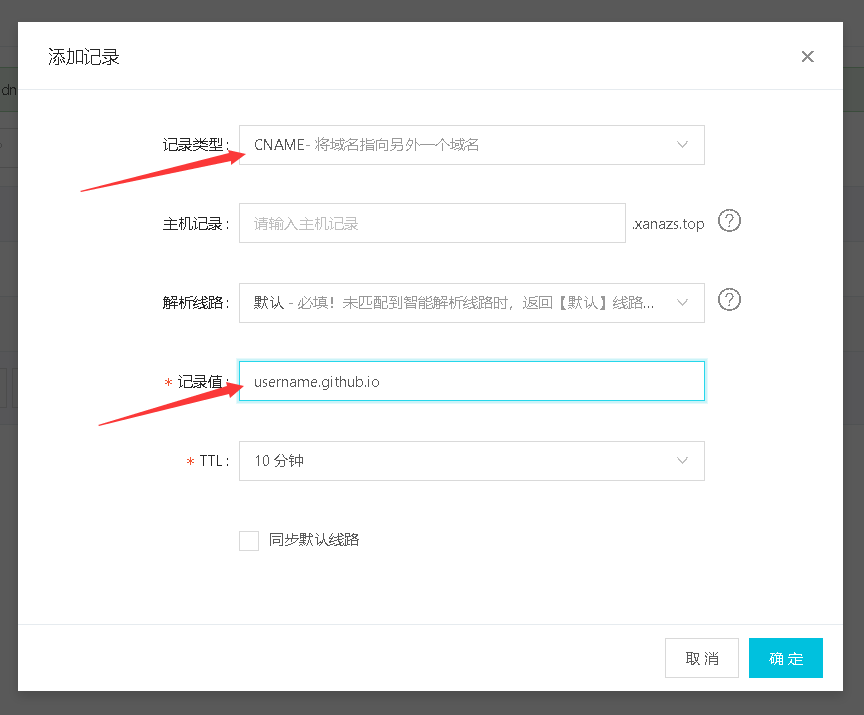 添加记录
dn
记录类型: CNAME- 将域名指向另外一个域名
主机记录: 请输入主机记录 .xanazs.top ?
解析线路: 默认 - 必填！未匹配到智能解析线路时，返回【默认】线路... ?
* 记录值: username.github.io
* TTL: 10 分钟
同步默认线路
取 消 确 定